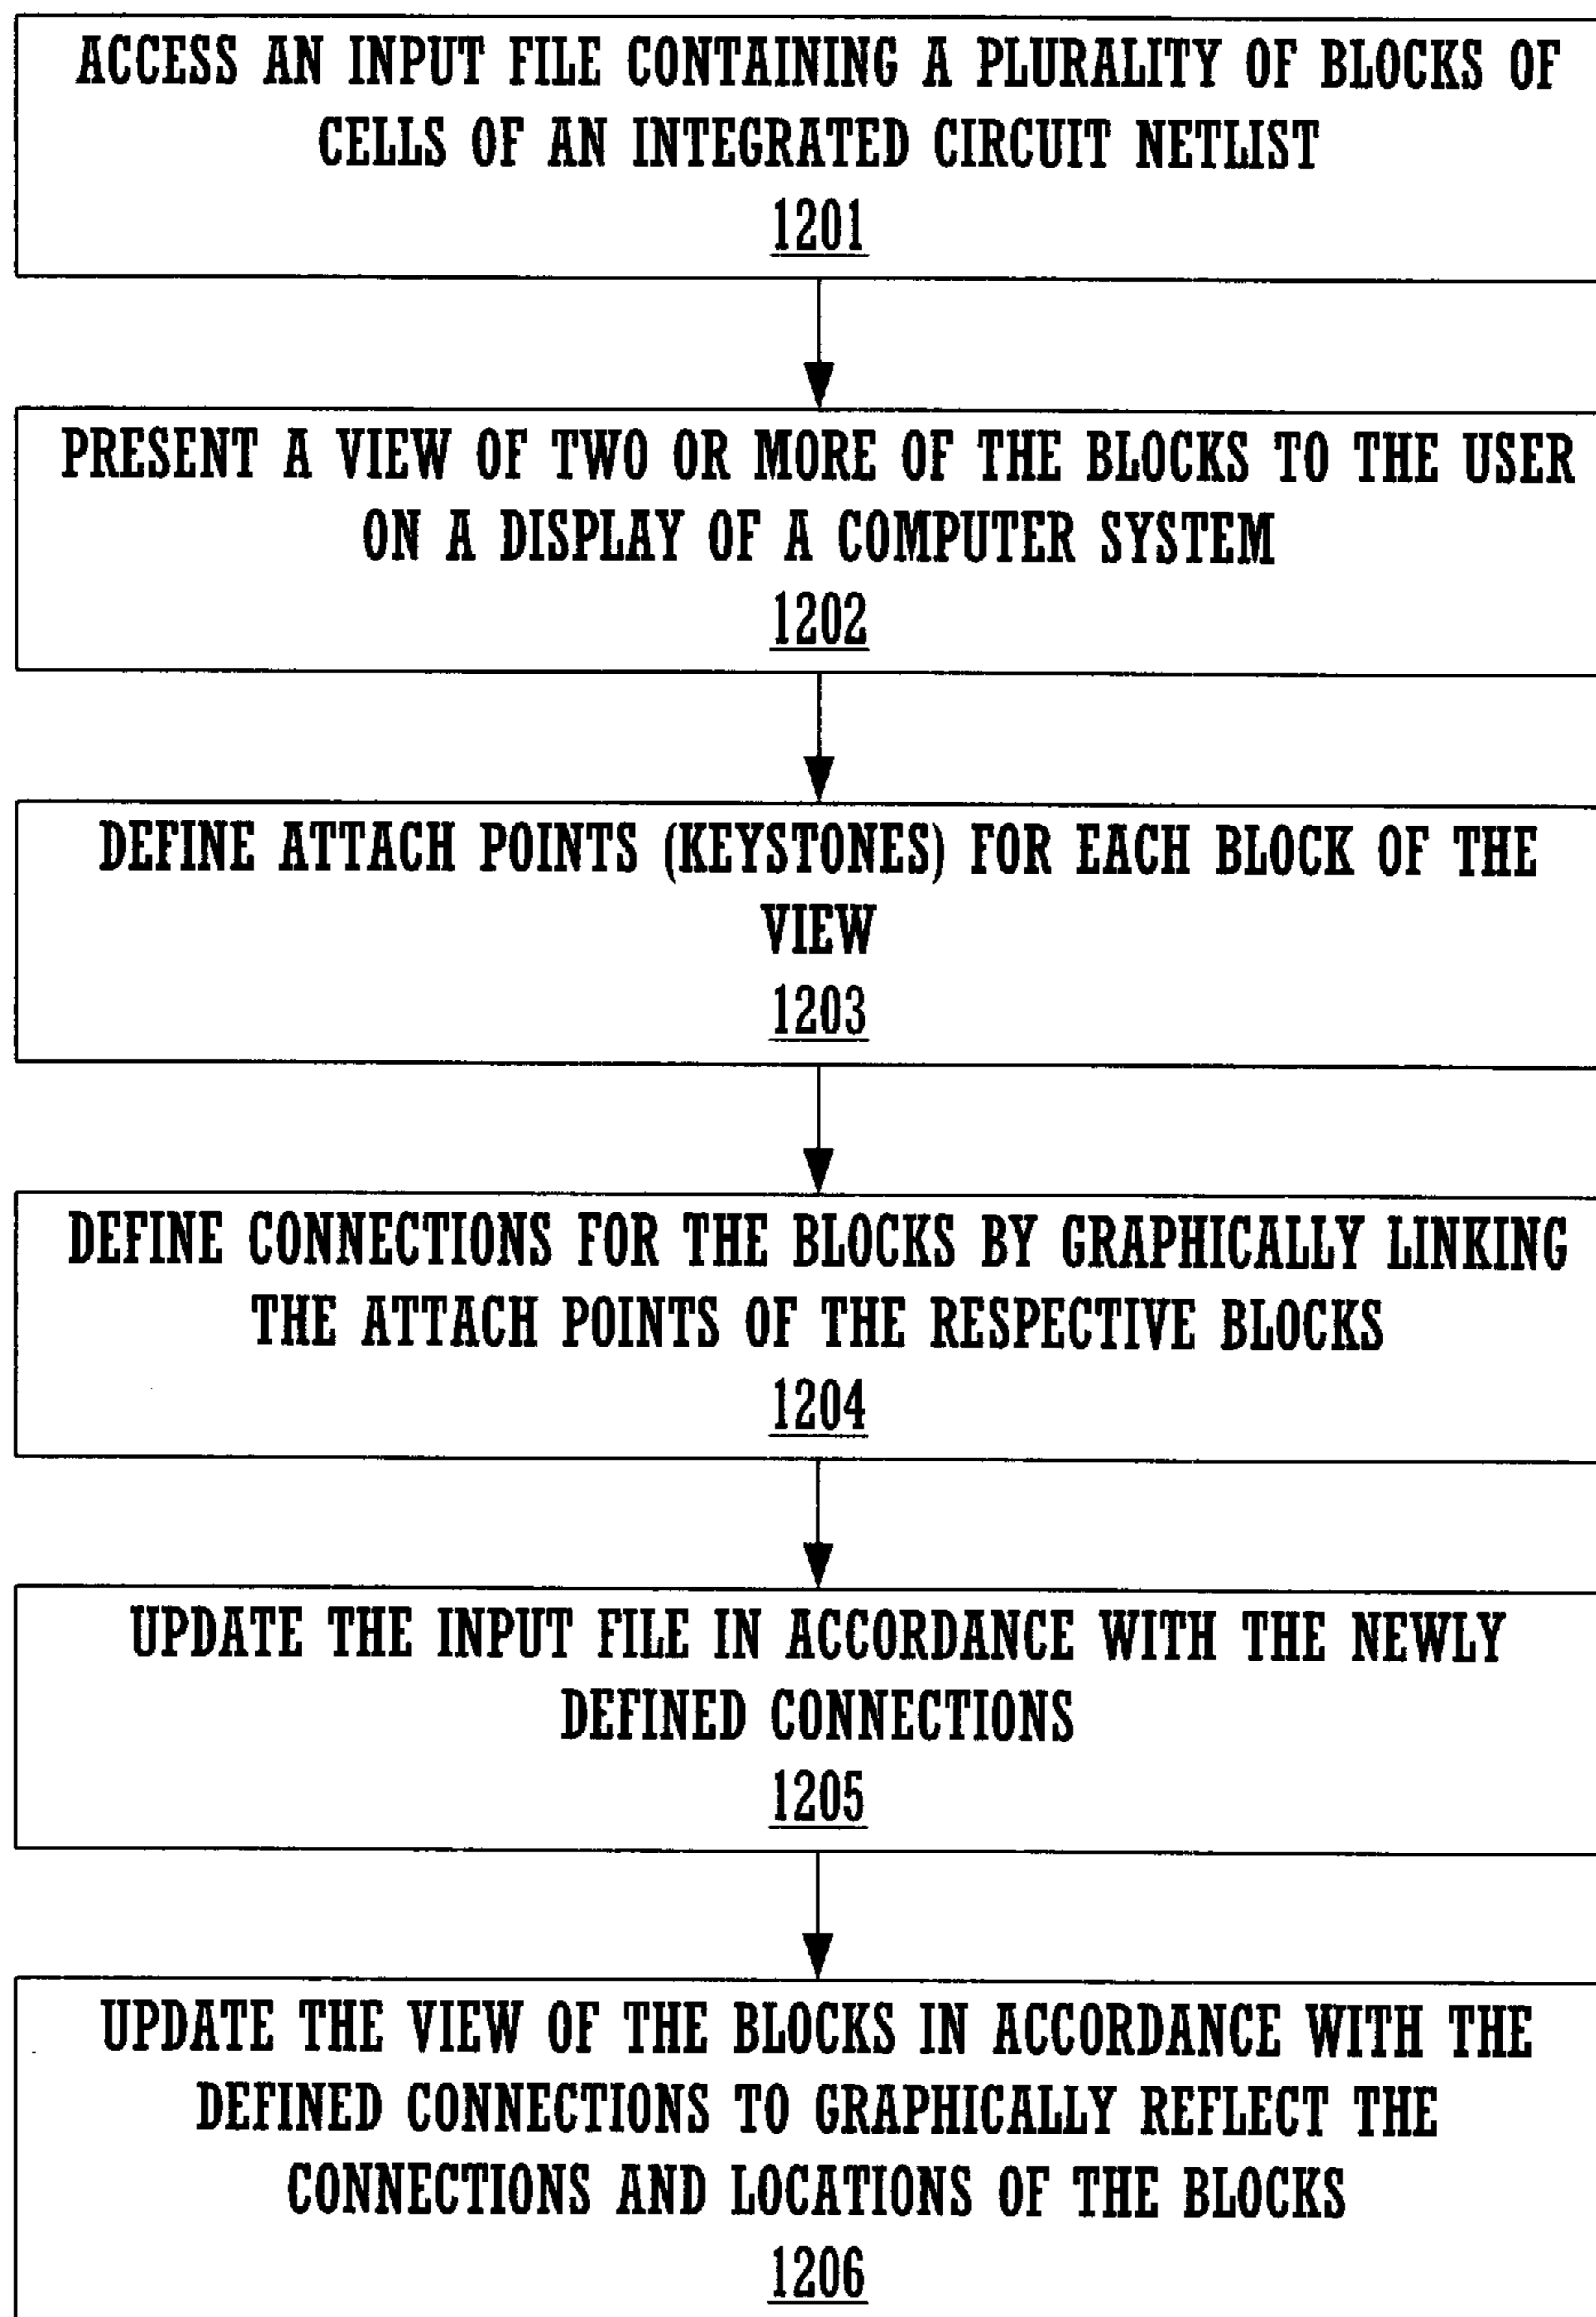 ACCESS AN INPUT FILE CONTAINING A PLURALITY OF BLOCKS OF
CELLS OF AN INTEGRATED CIRCUIT NETLIST
1201
PRESENT A VIEW OF TWO OR MORE OF THE BLOCKS TO THE USER
ON A DISPLAY OF A COMPUTER SYSTEM
1202
DEFINE ATTACH POINTS (KEYSTONES) FOR EACH BLOCK OF THE
VIEW
1203
DEFINE CONNECTIONS FOR THE BLOCKS BY GRAPHICALLY LINKING
THE ATTACH POINTS OF THE RESPECTIVE BLOCKS
1204
UPDATE THE INPUT FILE IN ACCORDANCE WITH THE NEWLY
DEFINED CONNECTIONS
1205
UPDATE THE VIEW OF THE BLOCKS IN ACCORDANCE WITH THE
DEFINED CONNECTIONS TO GRAPHICALLY REFLECT THE
CONNECTIONS AND LOCATIONS OF THE BLOCKS
1206